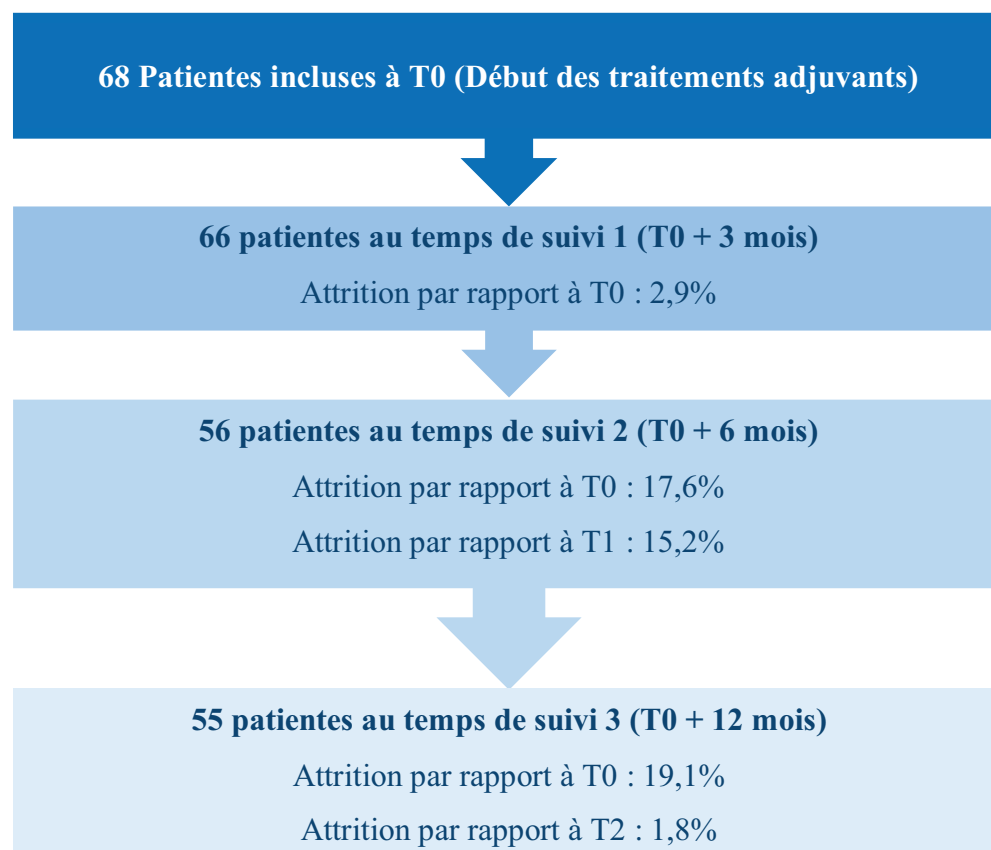 68 Patientes incluses à T0 (Début des traitements adjuvants)
66 patientes au temps de suivi 1 (T0 + 3 mois)
Attrition par rapport à T0 : 2,9%
56 patientes au temps de suivi 2 (T0 + 6 mois)
Attrition par rapport à T0 : 17,6%
Attrition par rapport à T1 : 15,2%
55 patientes au temps de suivi 3 (T0 + 12 mois)
Attrition par rapport à T0 : 19,1%
Attrition par rapport à T2 : 1,8%